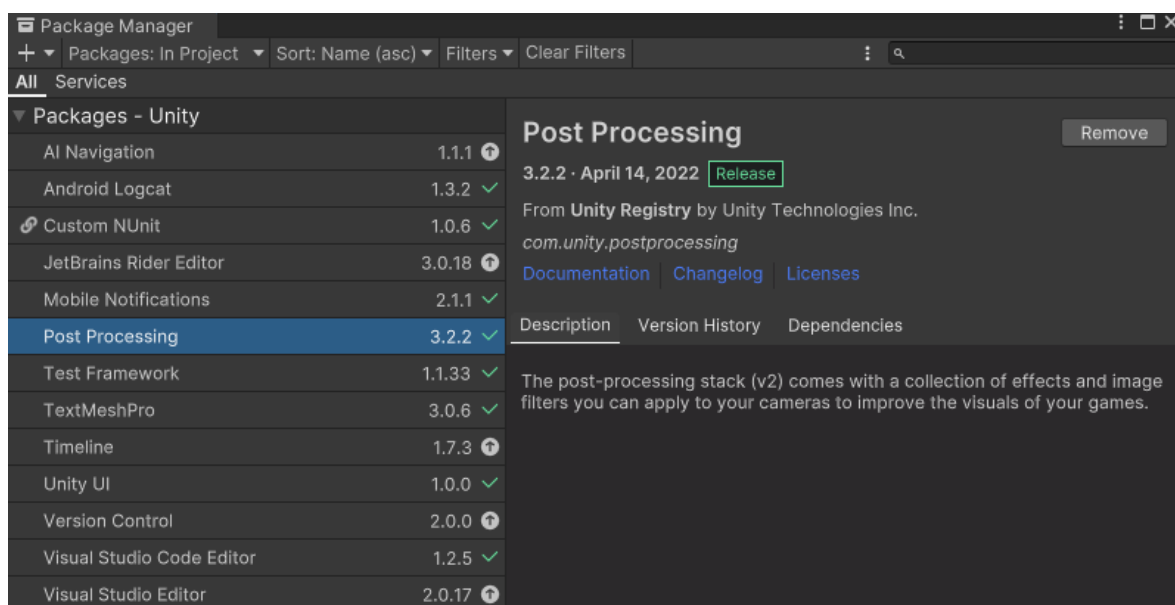 Package Manager
Packages: In Project Sort: Name (asc) Filters Clear Filters
All Services
Packages - Unity
AI Navigation 1.1.1
Android Logcat 1.3.2
Custom NUnit 1.0.6
JetBrains Rider Editor 3.0.18
Mobile Notifications 2.1.1
Post Processing 3.2.2
Test Framework 1.1.33
TextMeshPro 3.0.6
Timeline 1.7.3
Unity UI 1.0.0
Version Control 2.0.0
Visual Studio Code Editor 1.2.5
Visual Studio Editor 2.0.17
Post Processing
Remove
3.2.2 · April 14, 2022 Release
From Unity Registry by Unity Technologies Inc.
com.unity.postprocessing
Documentation Changelog Licenses
Description Version History Dependencies
The post-processing stack (v2) comes with a collection of effects and image
filters you can apply to your cameras to improve the visuals of your games.